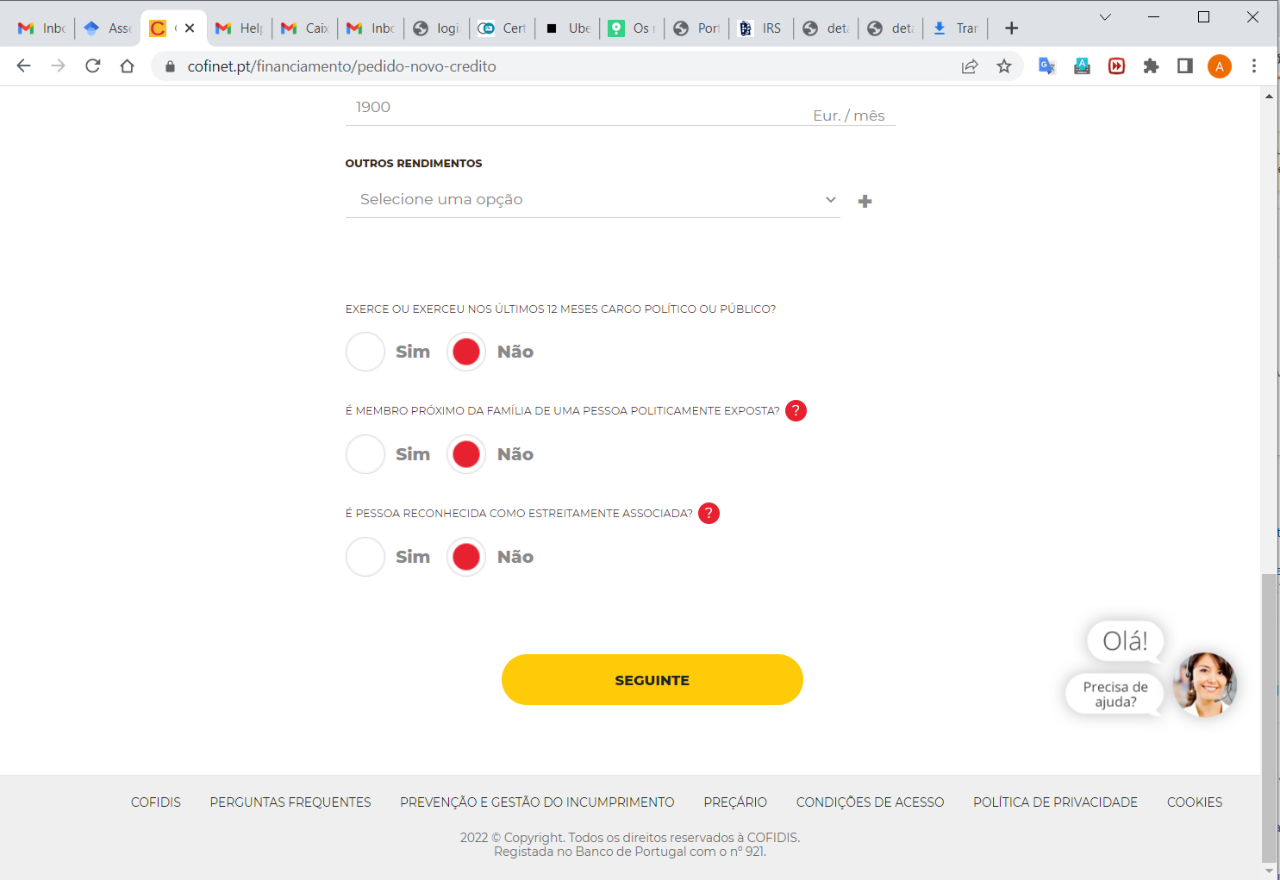 Inbo
Asse
Help
Caix
Inbo
logi
Cert
Ube
Os r
Port
IRS
deta
deta
Trar
cofinet.pt/financiamento/pedido-novo-credito
A
1900
Eur. / mês
OUTROS RENDIMENTOS
Selecione uma opção
EXERCE OU EXERCEU NOS ÚLTIMOS 12 MESES CARGO POLÍTICO OU PÚBLICO?
Sim Não
É MEMBRO PRÓXIMO DA FAMÍLIA DE UMA PESSOA POLITICAMENTE EXPOSTA? ?
Sim Não
É PESSOA RECONHECIDA COMO ESTREITAMENTE ASSOCIADA? ?
Sim Não
Olá!
Precisa de
ajuda?
SEGUINTE
COFIDIS PERGUNTAS FREQUENTES PREVENÇÃO E GESTÃO DO INCUMPRIMENTO PREÇÁRIO CONDIÇÕES DE ACESSO POLÍTICA DE PRIVACIDADE COOKIES
2022 © Copyright. Todos os direitos reservados à COFIDIS.
Registada no Banco de Portugal com o nº 921.